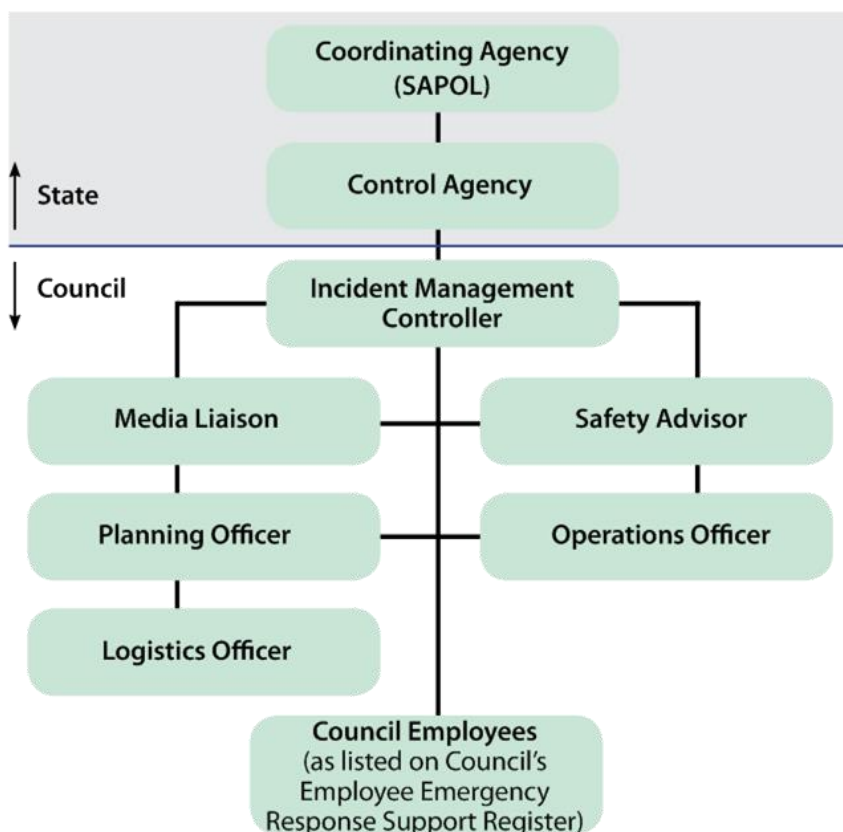 Coordinating Agency
(SAPOL)
Control Agency
State
Council
Incident Management
Controller
Media Liaison
Safety Advisor
Planning Officer
Operations Officer
Logistics Officer
Council Employees
(as listed on Council’s
Employee Emergency
Response Support Register)